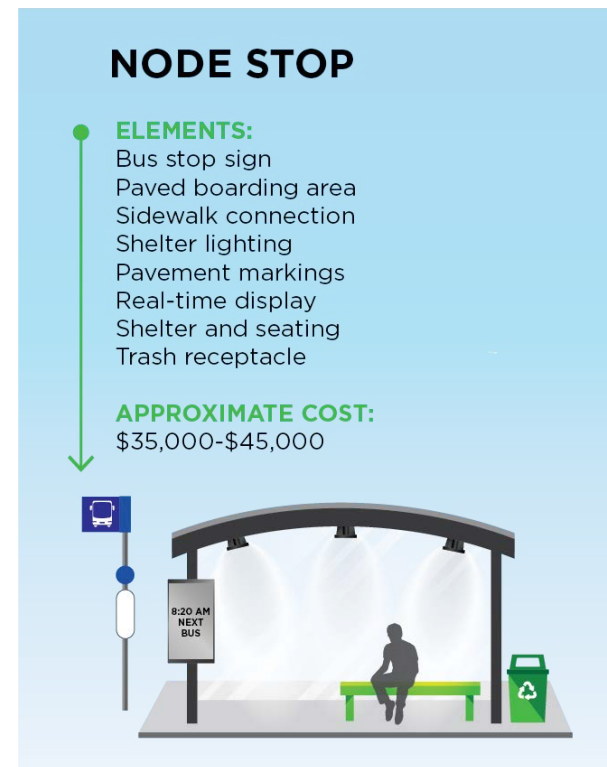 NODE STOP
ELEMENTS:
Bus stop sign
Paved boarding area
Sidewalk connection
Shelter lighting
Pavement markings
Real-time display
Shelter and seating
Trash receptacle
APPROXIMATE COST:
$35,000-$45,000
8:20 AM
NEXT
BUS